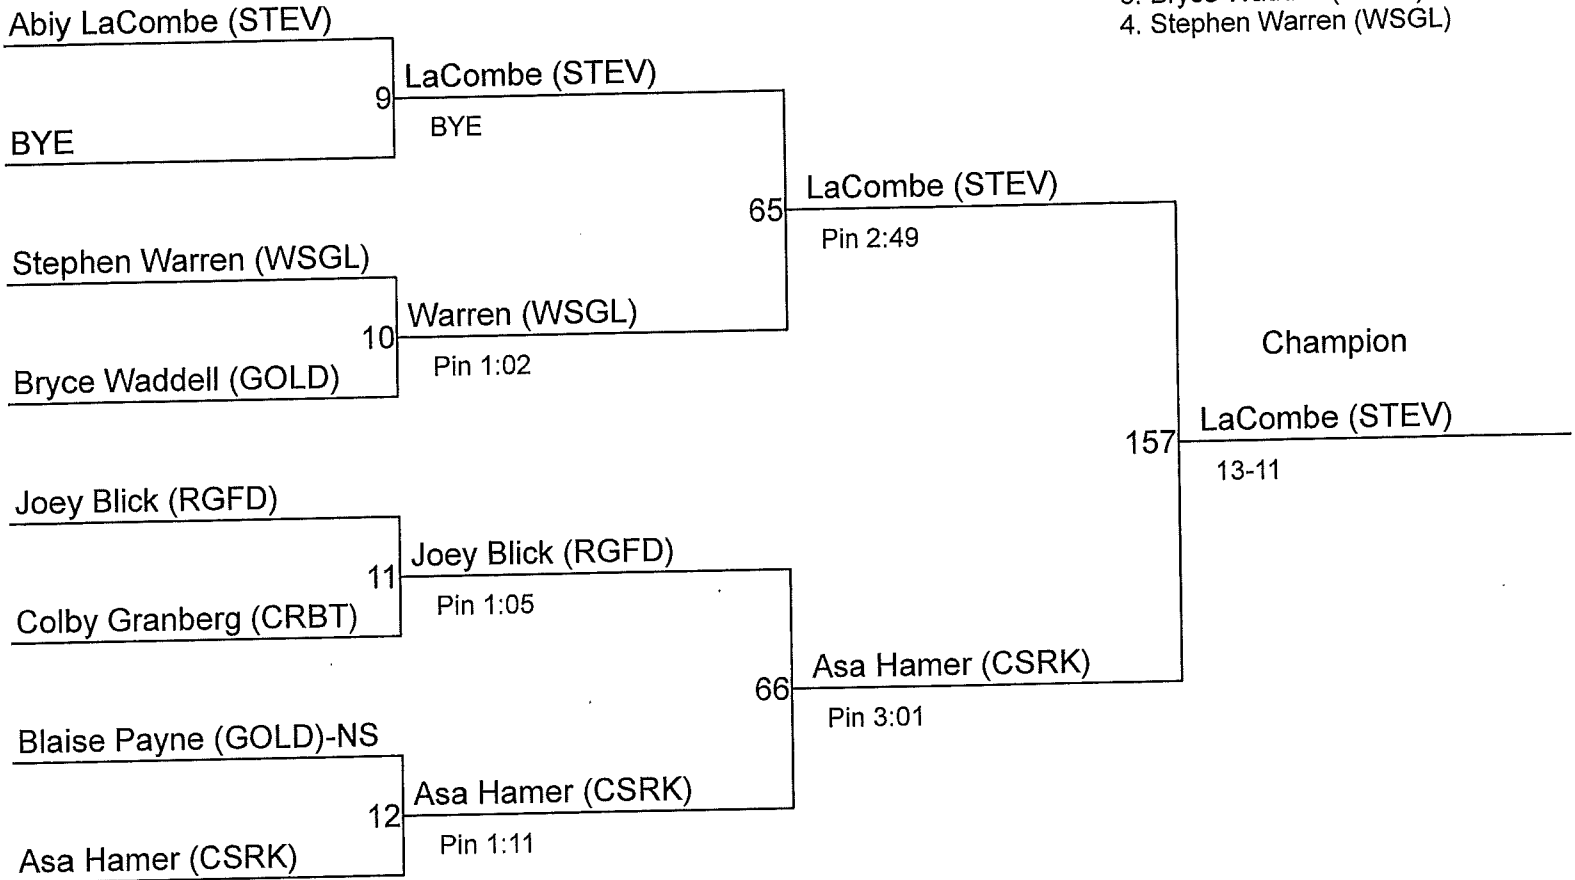 4. Stephen Warren (WSGL)
Abiy LaCombe (STEV)
BYE
9
LaCombe (STEV)
BYE
Stephen Warren (WSGL)
Bryce Waddell (GOLD)
10
Warren (WSGL)
Pin 1:02
65
LaCombe (STEV)
Pin 2:49
Joey Blick (RGFD)
Colby Granberg (CRBT)
11
Joey Blick (RGFD)
Pin 1:05
Blaise Payne (GOLD)-NS
Asa Hamer (CSRK)
12
Asa Hamer (CSRK)
Pin 1:11
66
Asa Hamer (CSRK)
Pin 3:01
Champion
157
LaCombe (STEV)
13-11